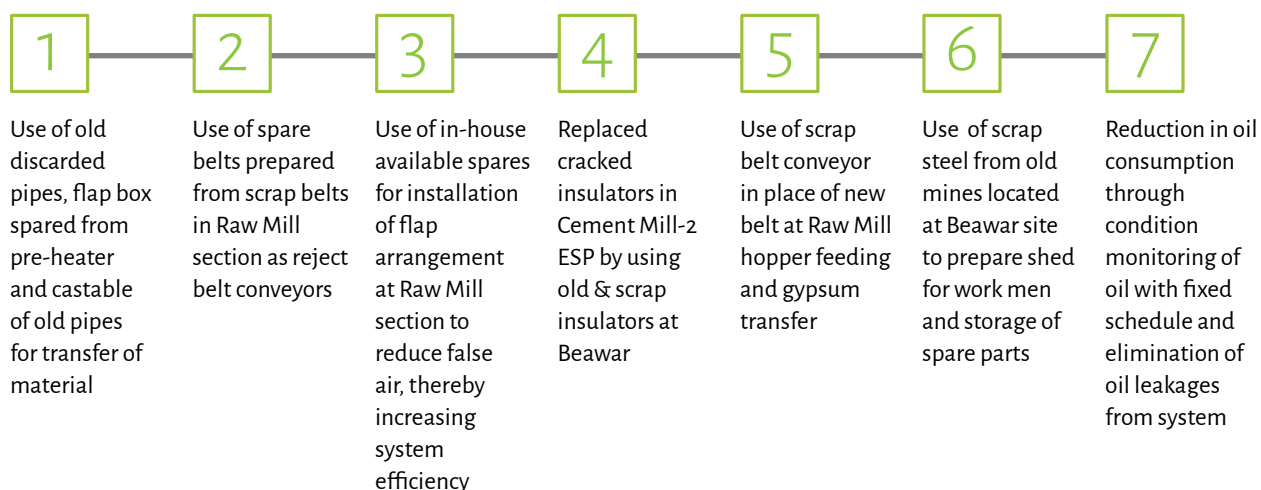 1
Use of old
discarded
pipes, flap box
spared from
pre-heater
and castable
of old pipes
for transfer of
material
2
Use of spare
belts prepared
from scrap belts
in Raw Mill
section as reject
belt conveyors
3
Use of in-house
available spares
for installation
of flap
arrangement
at Raw Mill
section to
reduce false
air, thereby
increasing
system
efficiency
4
Replaced
cracked
insulators in
Cement Mill-2
ESP by using
old & scrap
insulators at
Beawar
5
Use of scrap
belt conveyor
in place of new
belt at Raw Mill
hopper feeding
and gypsum
transfer
6
Use of scrap
steel from old
mines located
at Beawar site
to prepare shed
for work men
and storage of
spare parts
7
Reduction in oil
consumption
through
condition
monitoring of
oil with fixed
schedule and
elimination of
oil leakages
from system